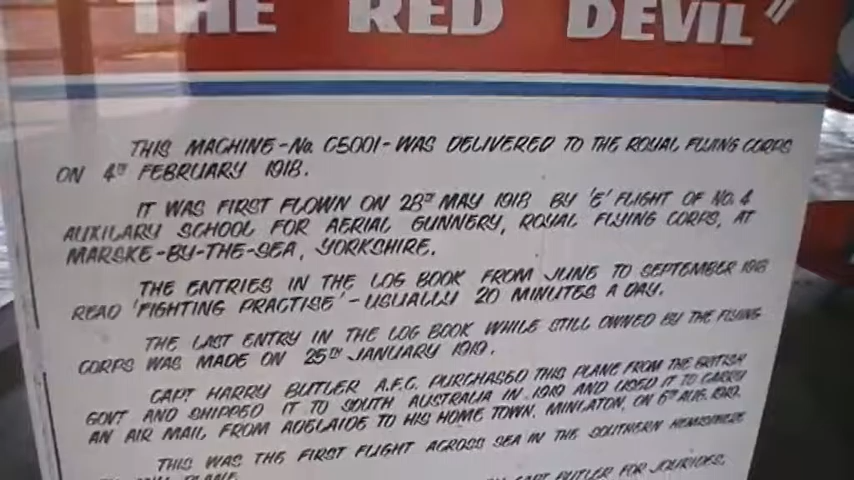 THE RED DEVIL"
THIS MACHINE - No. C5001 - WAS DELIVERED TO THE ROYAL FLYING CORPS
ON 4TH FEBRUARY 1918.
IT WAS FIRST FLOWN ON 28TH MAY 1918 BY 'E' FLIGHT OF NO. 4
AUXILARY SCHOOL FOR AERIAL GUNNERY, ROYAL FLYING CORPS, AT
MARSKE-BY-THE-SEA, YORKSHIRE.
THE ENTRIES IN THE LOG BOOK FROM JUNE TO SEPTEMBER 1918
READ 'FIGHTING PRACTISE' - USUALLY 20 MINUTES A DAY.
THE LAST ENTRY IN THE LOG BOOK WHILE STILL OWNED BY THE FLYING
CORPS WAS MADE ON 25TH JANUARY 1919.
CAPT HARRY BUTLER A.F.C. PURCHASED THIS PLANE FROM THE BRITISH
GOVT AND SHIPPED IT TO SOUTH AUSTRALIA IN 1919 AND USED IT TO CARRY
AN AIR MAIL FROM ADELAIDE TO HIS HOME TOWN, MINLATON, ON 6TH AUG. 1919.
THIS WAS THE FIRST FLIGHT ACROSS SEA IN THE SOUTHERN HEMISPHERE
PLANE.
CAPT BUTLER FOR JOYRIDES,